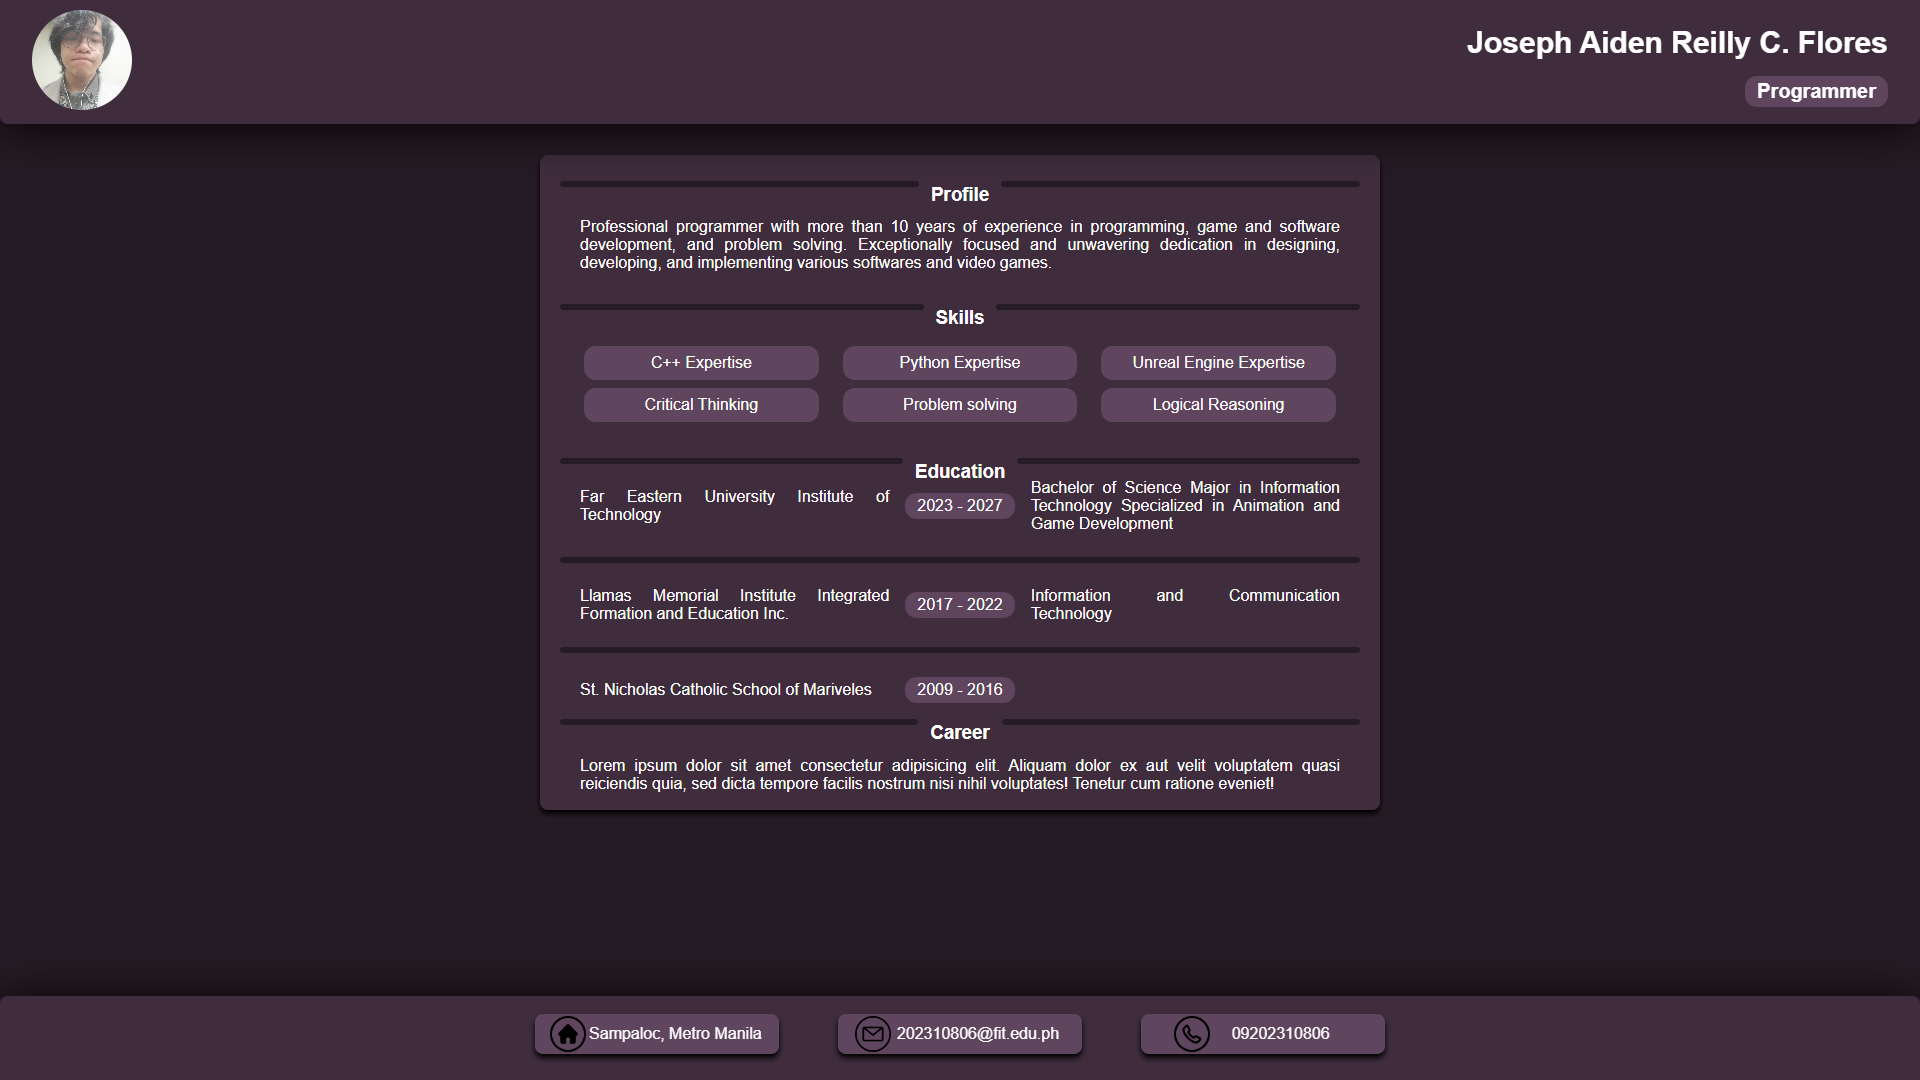 Joseph Aiden Reilly C. Flores
Programmer
Profile
Professional programmer with more than 10 years of experience in programming, game and software
development, and problem solving. Exceptionally focused and unwavering dedication in designing,
developing, and implementing various softwares and video games.
Skills
C++ Expertise
Python Expertise
Unreal Engine Expertise
Critical Thinking
Problem solving
Logical Reasoning
Education
Far Eastern University Institute of
Technology
2023 - 2027
Bachelor of Science Major in Information
Technology Specialized in Animation and
Game Development
Llamas Memorial Institute Integrated
Formation and Education Inc.
2017 - 2022
Information and Communication
Technology
St. Nicholas Catholic School of Mariveles
2009 - 2016
Career
Lorem ipsum dolor sit amet consectetur adipisicing elit. Aliquam dolor ex aut velit voluptatem quasi
reiciendis quia, sed dicta tempore facilis nostrum nisi nihil voluptates! Tenetur cum ratione eveniet!
Sampaloc, Metro Manila
202310806@fit.edu.ph
09202310806